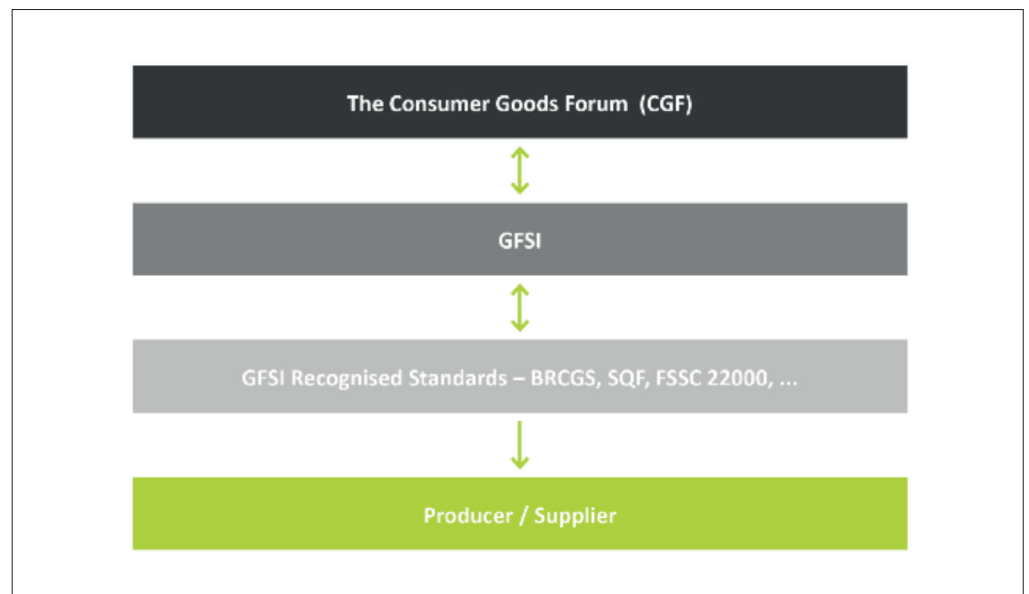 The Consumer Goods Forum (CGF)
GFSI
GFSI Recognised Standards – BRCGS, SQF, FSSC 22000, ...
Producer / Supplier